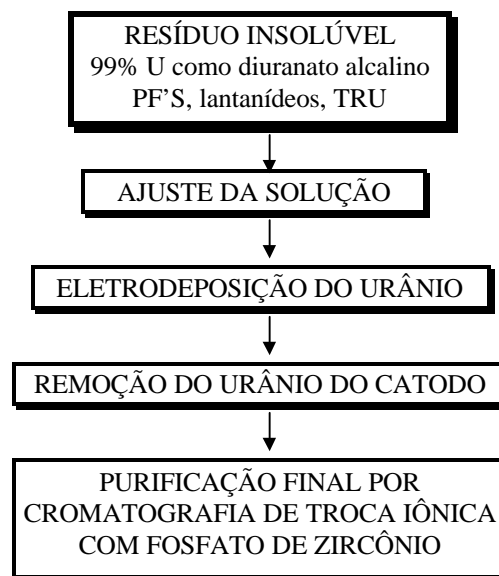 RESÍDUO INSOLÚVEL
99% U como diuranato alcalino
PF'S, lantanídeos, TRU
AJUSTE DA SOLUÇÃO
ELETRODEPOSIÇÃO DO URÂNIO
REMOÇÃO DO URÂNIO DO CATODO
PURIFICAÇÃO FINAL POR
CROMATOGRAFIA DE TROCA IÔNICA
COM FOSFATO DE ZIRCÔNIO